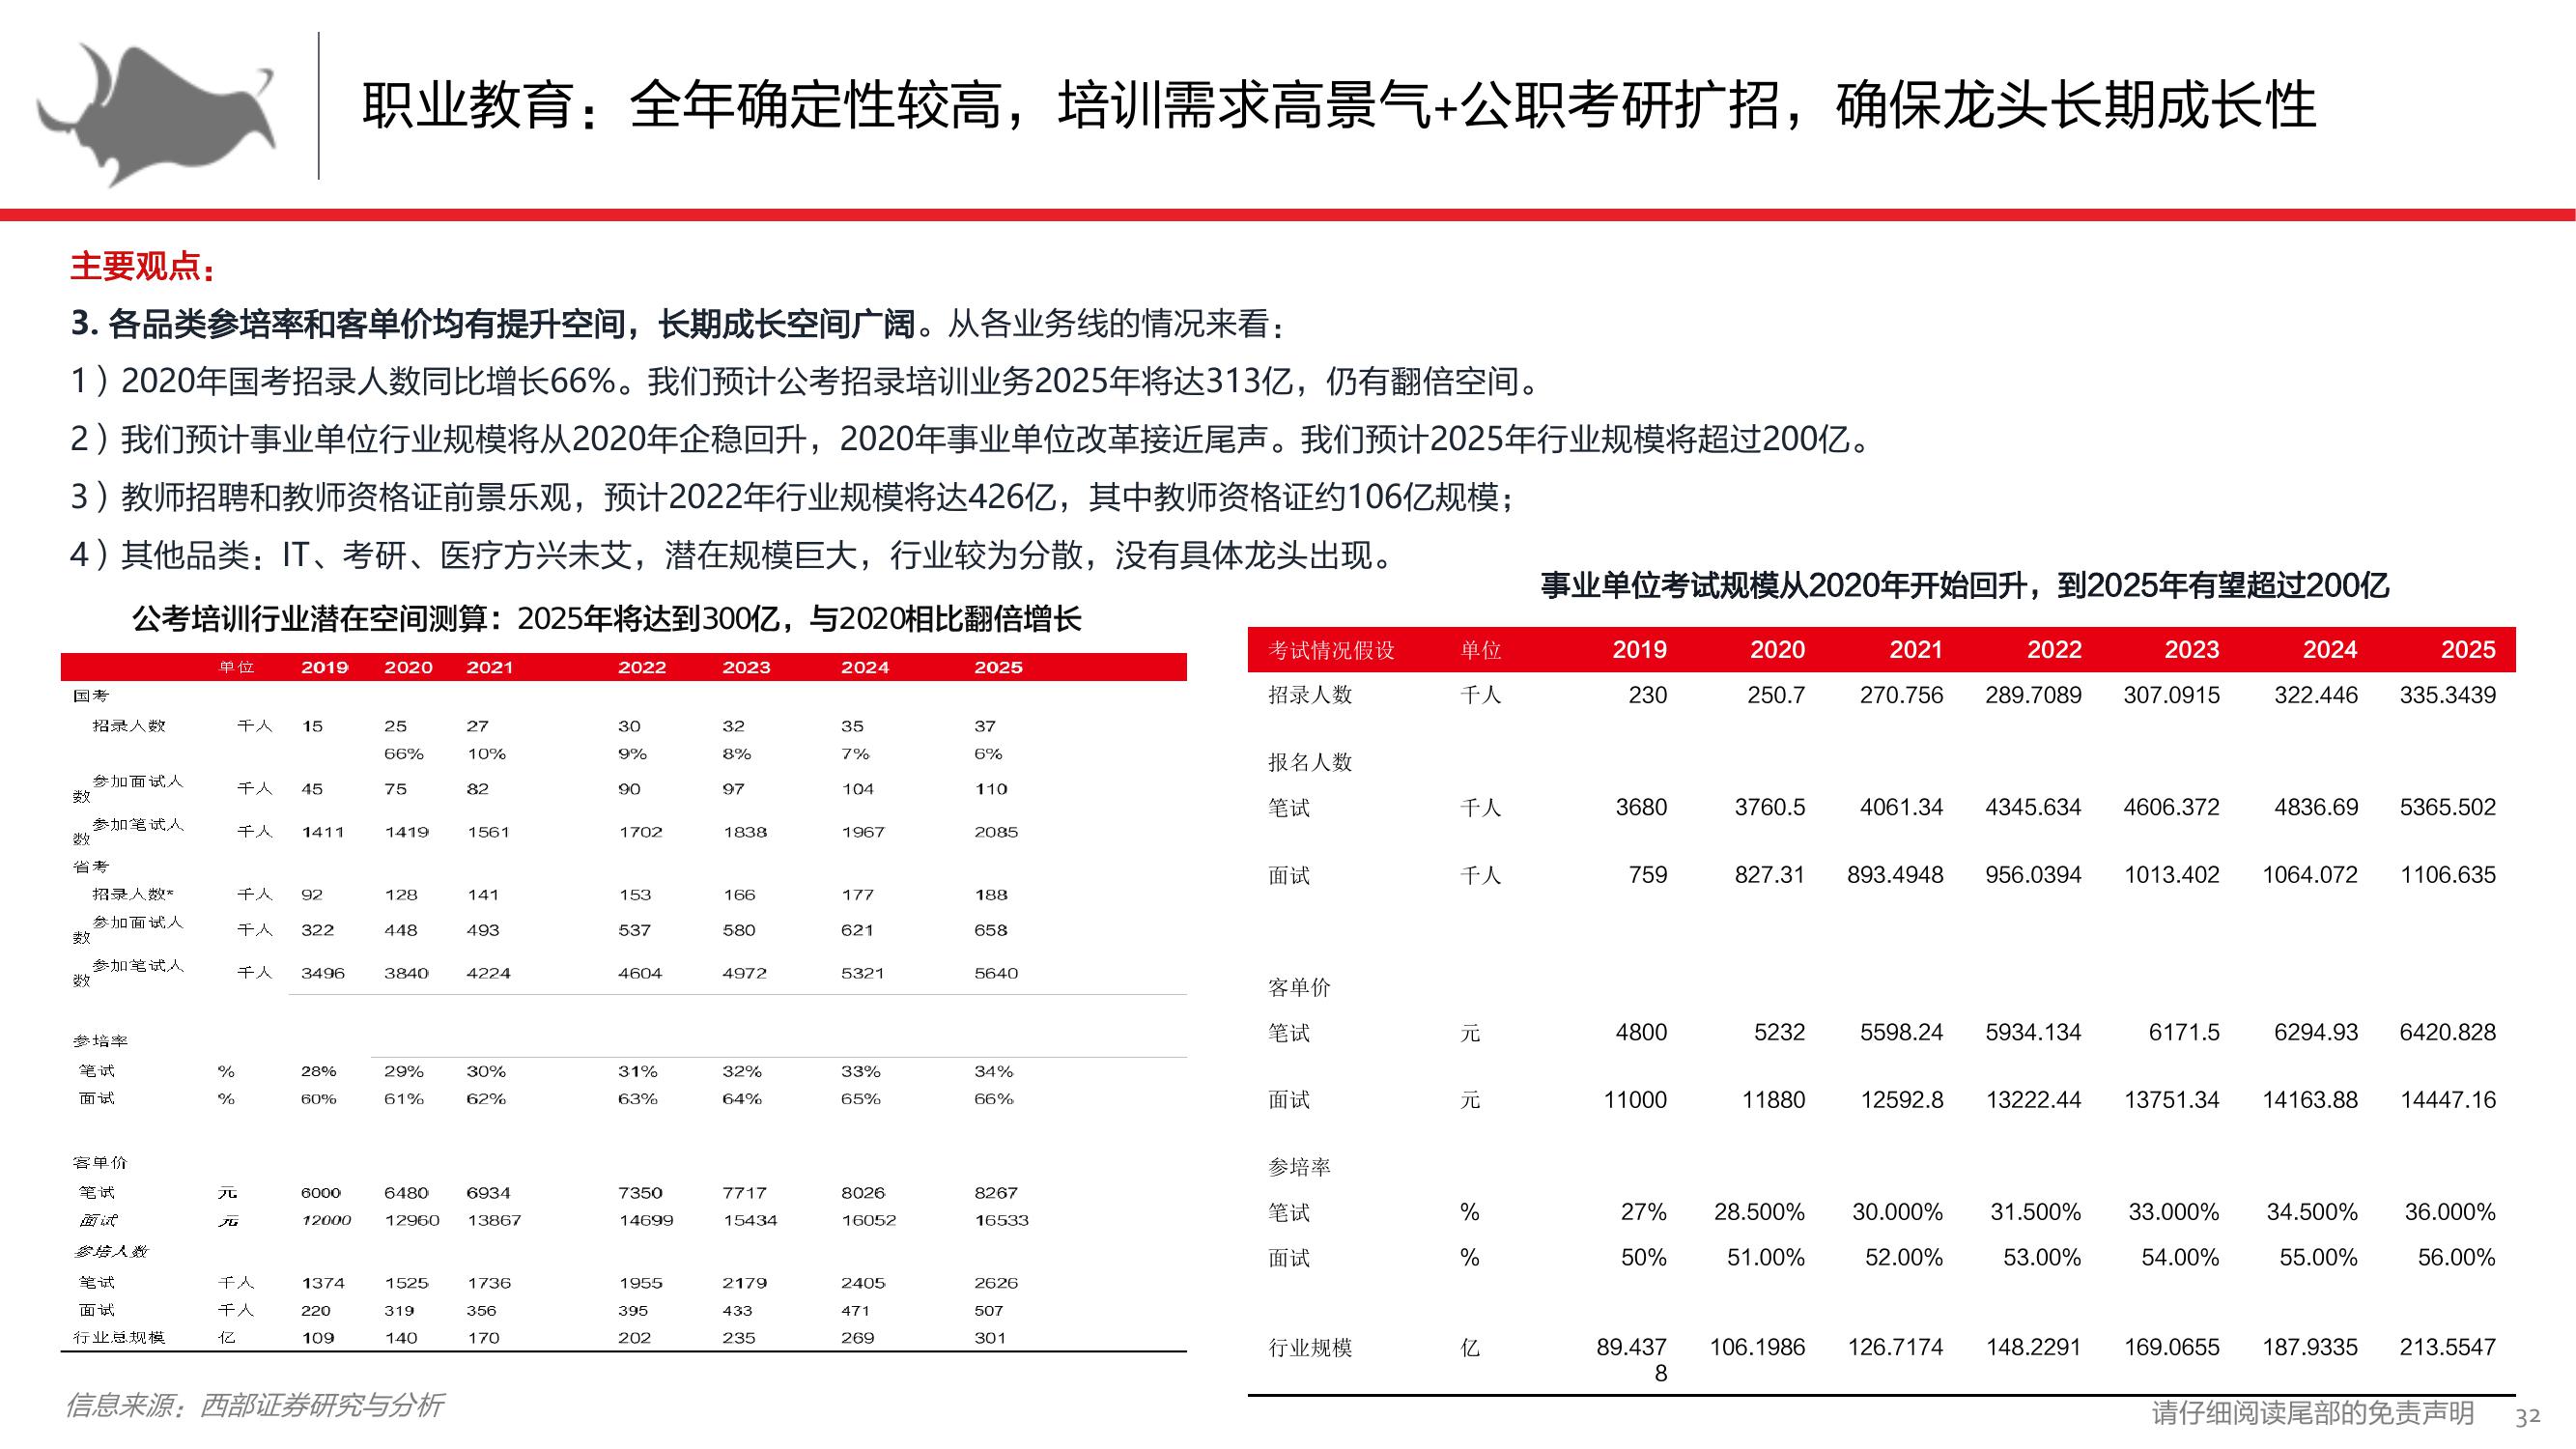 职业教育：全年确定性较高，培训需求高景气+公职考研扩招，确保龙头长期成长性
主要观点：
3. 各品类参培率和客单价均有提升空间，长期成长空间广阔。从各业务线的情况来看：
1）2020年国考招录人数同比增长66%。我们预计公考招录培训业务2025年将达313亿，仍有翻倍空间。
2）我们预计事业单位行业规模将从2020年企稳回升，2020年事业单位改革接近尾声。我们预计2025年行业规模将超过200亿。
3）教师招聘和教师资格证前景乐观，预计2022年行业规模将达426亿，其中教师资格证约106亿规模；
4）其他品类：IT、考研、医疗方兴未艾，潜在规模巨大，行业较为分散，没有具体龙头出现。
公考培训行业潜在空间测算：2025年将达到300亿，与2020相比翻倍增长
单位 2019 2020 2021 2022 2023 2024 2025
国考
招录人数 千人 15 25 27 30 32 35 37
66% 10% 9% 8% 7% 6%
参加面试人
数 千人 45 75 82 90 97 104 110
参加笔试人
数 千人 1411 1419 1561 1702 1838 1967 2085
省考
招录人数* 千人 92 128 141 153 166 177 188
参加面试人
数 千人 322 448 493 537 580 621 658
参加笔试人
数 千人 3496 3840 4224 4604 4972 5321 5640
参培率
笔试 % 28% 29% 30% 31% 32% 33% 34%
面试 % 60% 61% 62% 63% 64% 65% 66%
客单价
笔试 元 6000 6480 6934 7350 7717 8026 8267
面试 元 12000 12960 13867 14699 15434 16052 16533
参培人数
笔试 千人 1374 1525 1736 1955 2179 2405 2626
面试 千人 220 319 356 395 433 471 507
行业总规模 亿 109 140 170 202 235 269 301
事业单位考试规模从2020年开始回升，到2025年有望超过200亿
考试情况假设 单位 2019 2020 2021 2022 2023 2024 2025
招录人数 千人 230 250.7 270.756 289.7089 307.0915 322.446 335.3439
报名人数
笔试 千人 3680 3760.5 4061.34 4345.634 4606.372 4836.69 5365.502
面试 千人 759 827.31 893.4948 956.0394 1013.402 1064.072 1106.635
客单价
笔试 元 4800 5232 5598.24 5934.134 6171.5 6294.93 6420.828
面试 元 11000 11880 12592.8 13222.44 13751.34 14163.88 14447.16
参培率
笔试 % 27% 28.500% 30.000% 31.500% 33.000% 34.500% 36.000%
面试 % 50% 51.00% 52.00% 53.00% 54.00% 55.00% 56.00%
行业规模 亿 89.437 106.1986 126.7174 148.2291 169.0655 187.9335 213.5547
8
信息来源：西部证券研究与分析
请仔细阅读尾部的免责声明 32